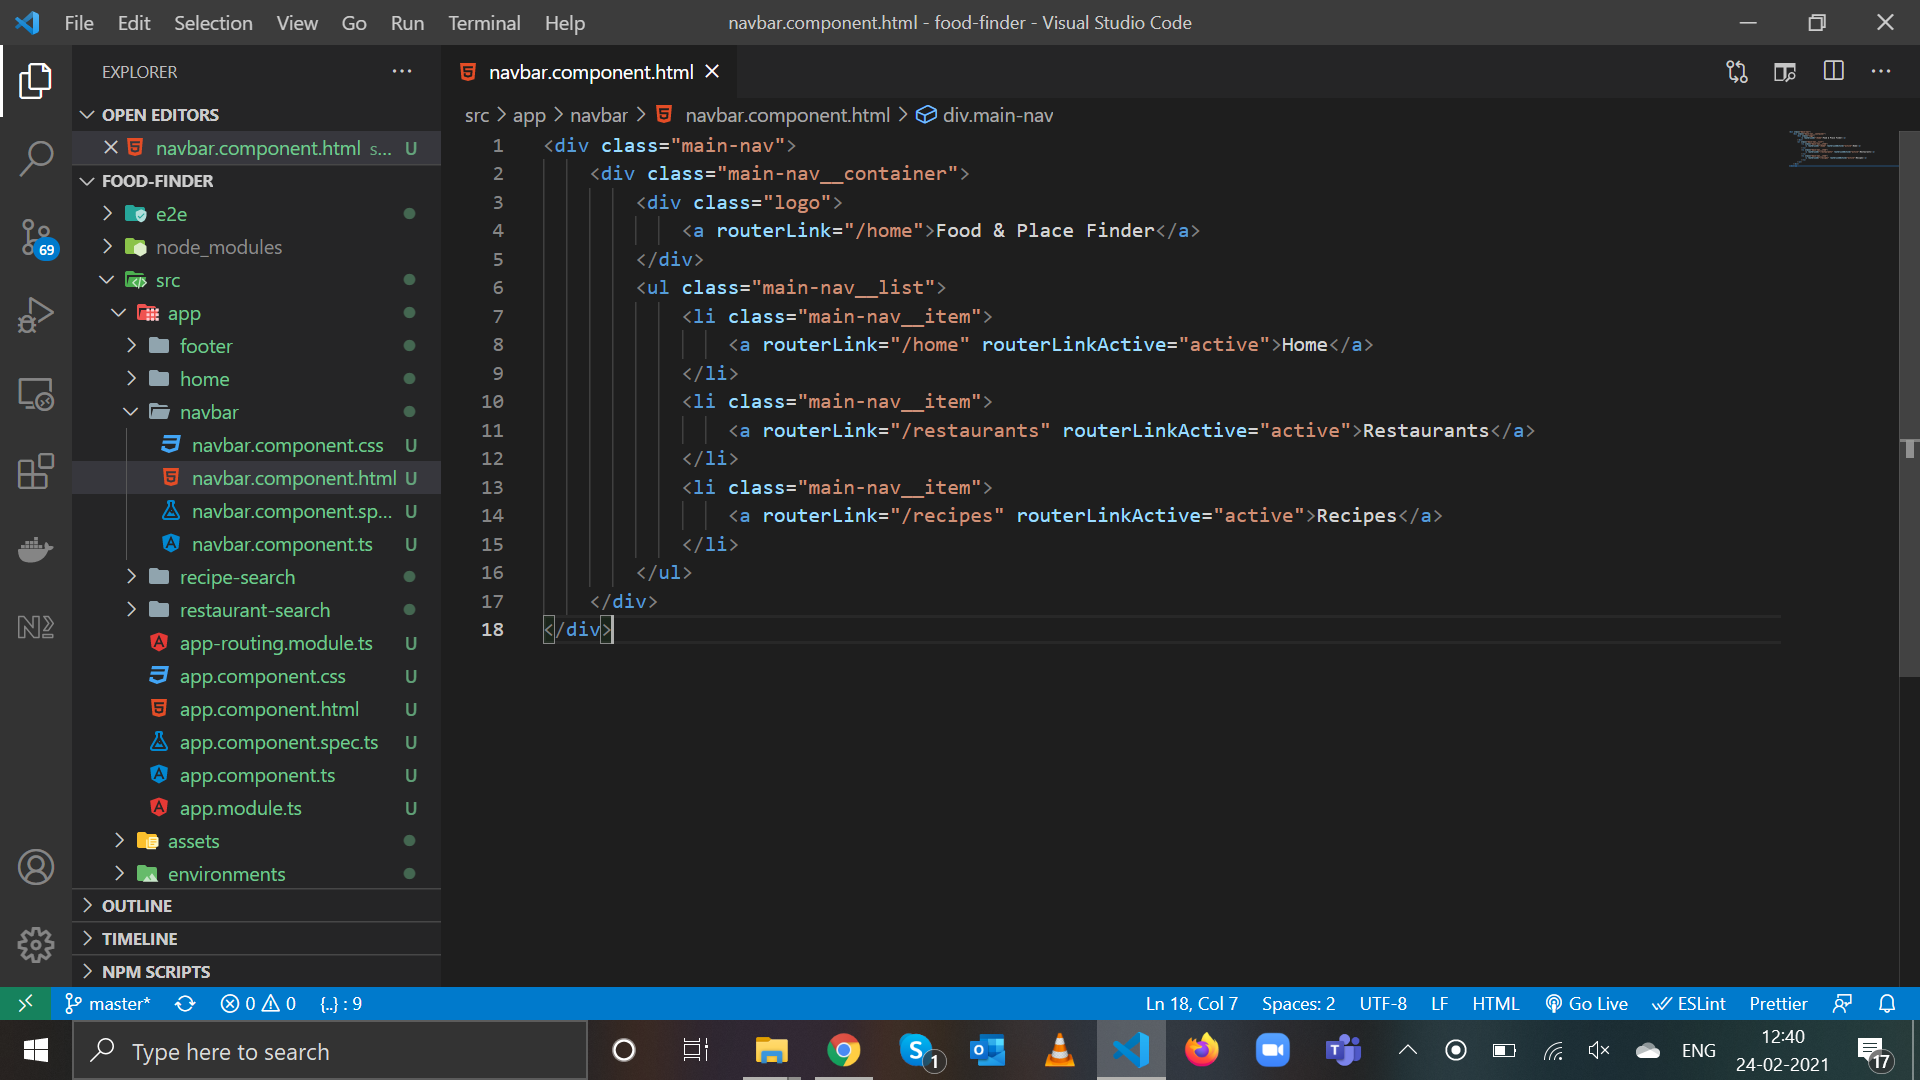 File Edit Selection View Go Run Terminal Help
navbar.component.html - food-finder - Visual Studio Code
EXPLORER
OPEN EDITORS
navbar.component.html s... U
FOOD-FINDER
e2e
node_modules
src
app
footer
home
navbar
navbar.component.css U
navbar.component.html U
navbar.component.sp... U
navbar.component.ts U
recipe-search
restaurant-search
app-routing.module.ts U
app.component.css U
app.component.html U
app.component.spec.ts U
app.component.ts U
app.module.ts U
assets
environments
OUTLINE
TIMELINE
NPM SCRIPTS
69
navbar.component.html
src > app > navbar > navbar.component.html > div.main-nav
1 <div class="main-nav">
2 <div class="main-nav__container">
3 <div class="logo">
4 <a routerLink="/home">Food & Place Finder</a>
5 </div>
6 <ul class="main-nav__list">
7 <li class="main-nav__item">
8 <a routerLink="/home" routerLinkActive="active">Home</a>
9 </li>
10 <li class="main-nav__item">
11 <a routerLink="/restaurants" routerLinkActive="active">Restaurants</a>
12 </li>
13 <li class="main-nav__item">
14 <a routerLink="/recipes" routerLinkActive="active">Recipes</a>
15 </li>
16 </ul>
17 </div>
18 </div>
master* 0 0 {..} : 9 Ln 18, Col 7 Spaces: 2 UTF-8 LF HTML Go Live ESLint Prettier
Type here to search
1
ENG
12:40
24-02-2021
17